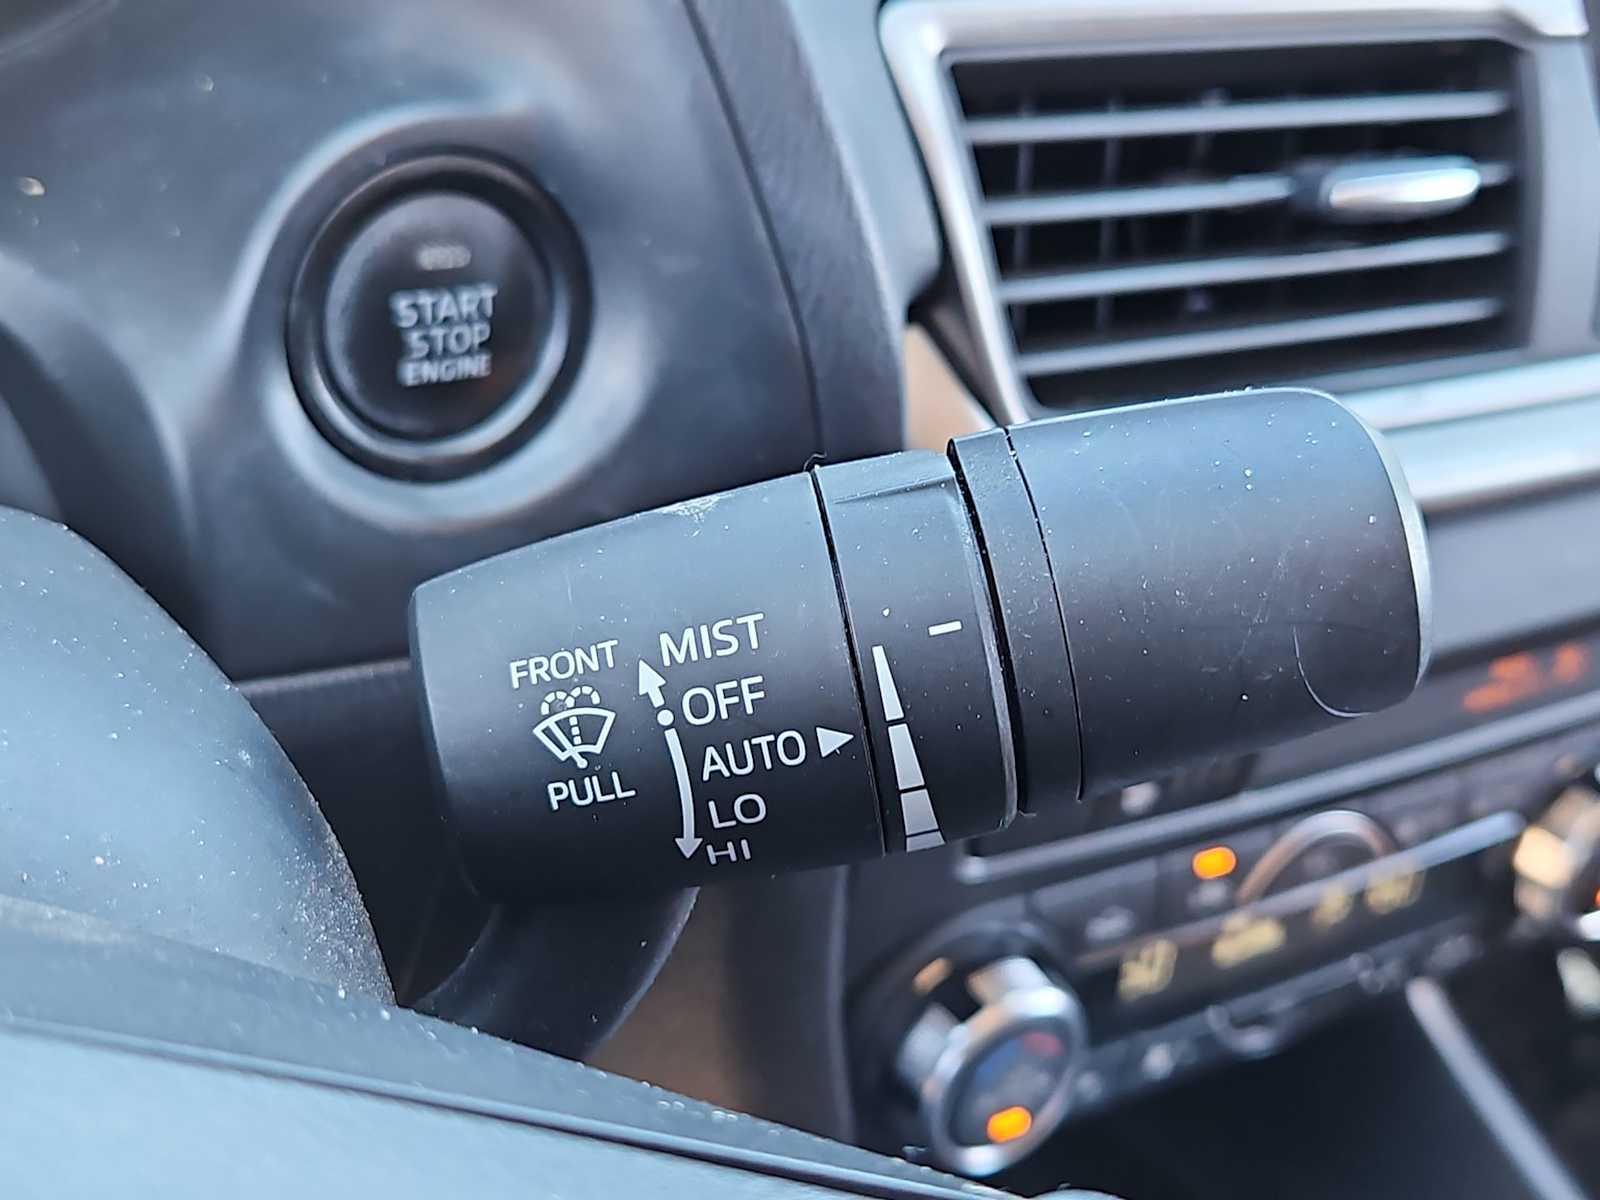 START
STOP
ENGINE
FRONT
PULL
MIST
OFF
AUTO
LO
HI